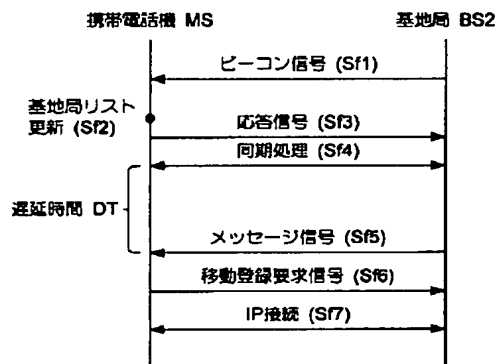 携帯電話機 MS
基地局 BS2
ビーコン信号 (Sf1)
基地局リスト
更新 (Sf2)
応答信号 (Sf3)
同期処理 (Sf4)
遅延時間 DT
メッセージ信号 (Sf5)
移動登録要求信号 (Sf6)
IP接続 (Sf7)